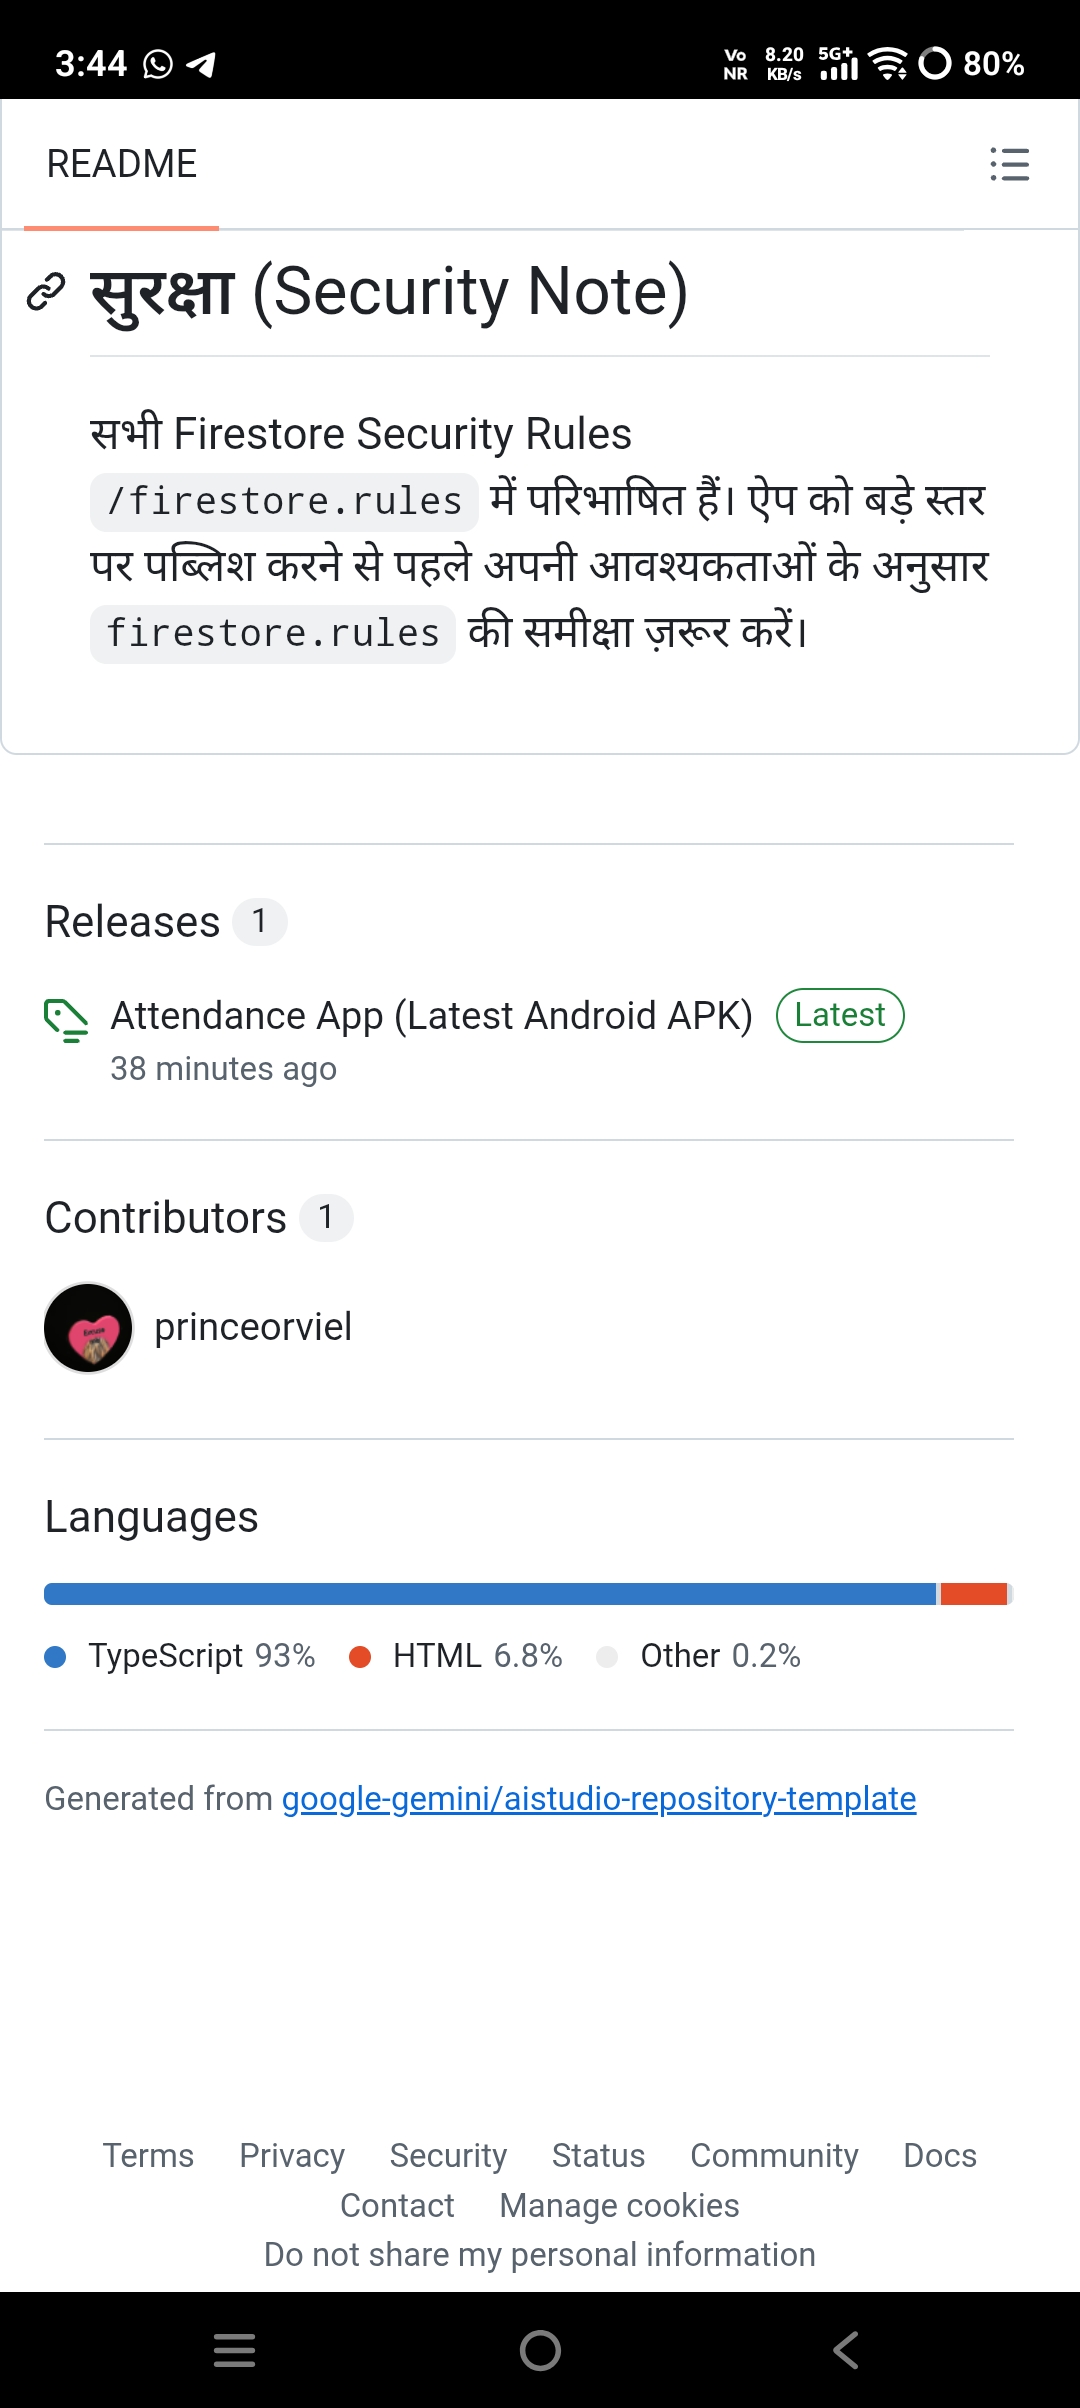 3:44
Vo NR 8.20 KB/s 5G+ 80%
README
सुरक्षा (Security Note)
सभी Firestore Security Rules
/firestore.rules में परिभाषित हैं। ऐप को बड़े स्तर
पर पब्लिश करने से पहले अपनी आवश्यकताओं के अनुसार
firestore.rules की समीक्षा ज़रूर करें।
Releases 1
Attendance App (Latest Android APK) Latest
38 minutes ago
Contributors 1
princeorviel
Languages
TypeScript 93% HTML 6.8% Other 0.2%
Generated from google-gemini/aistudio-repository-template
Terms Privacy Security Status Community Docs
Contact Manage cookies
Do not share my personal information